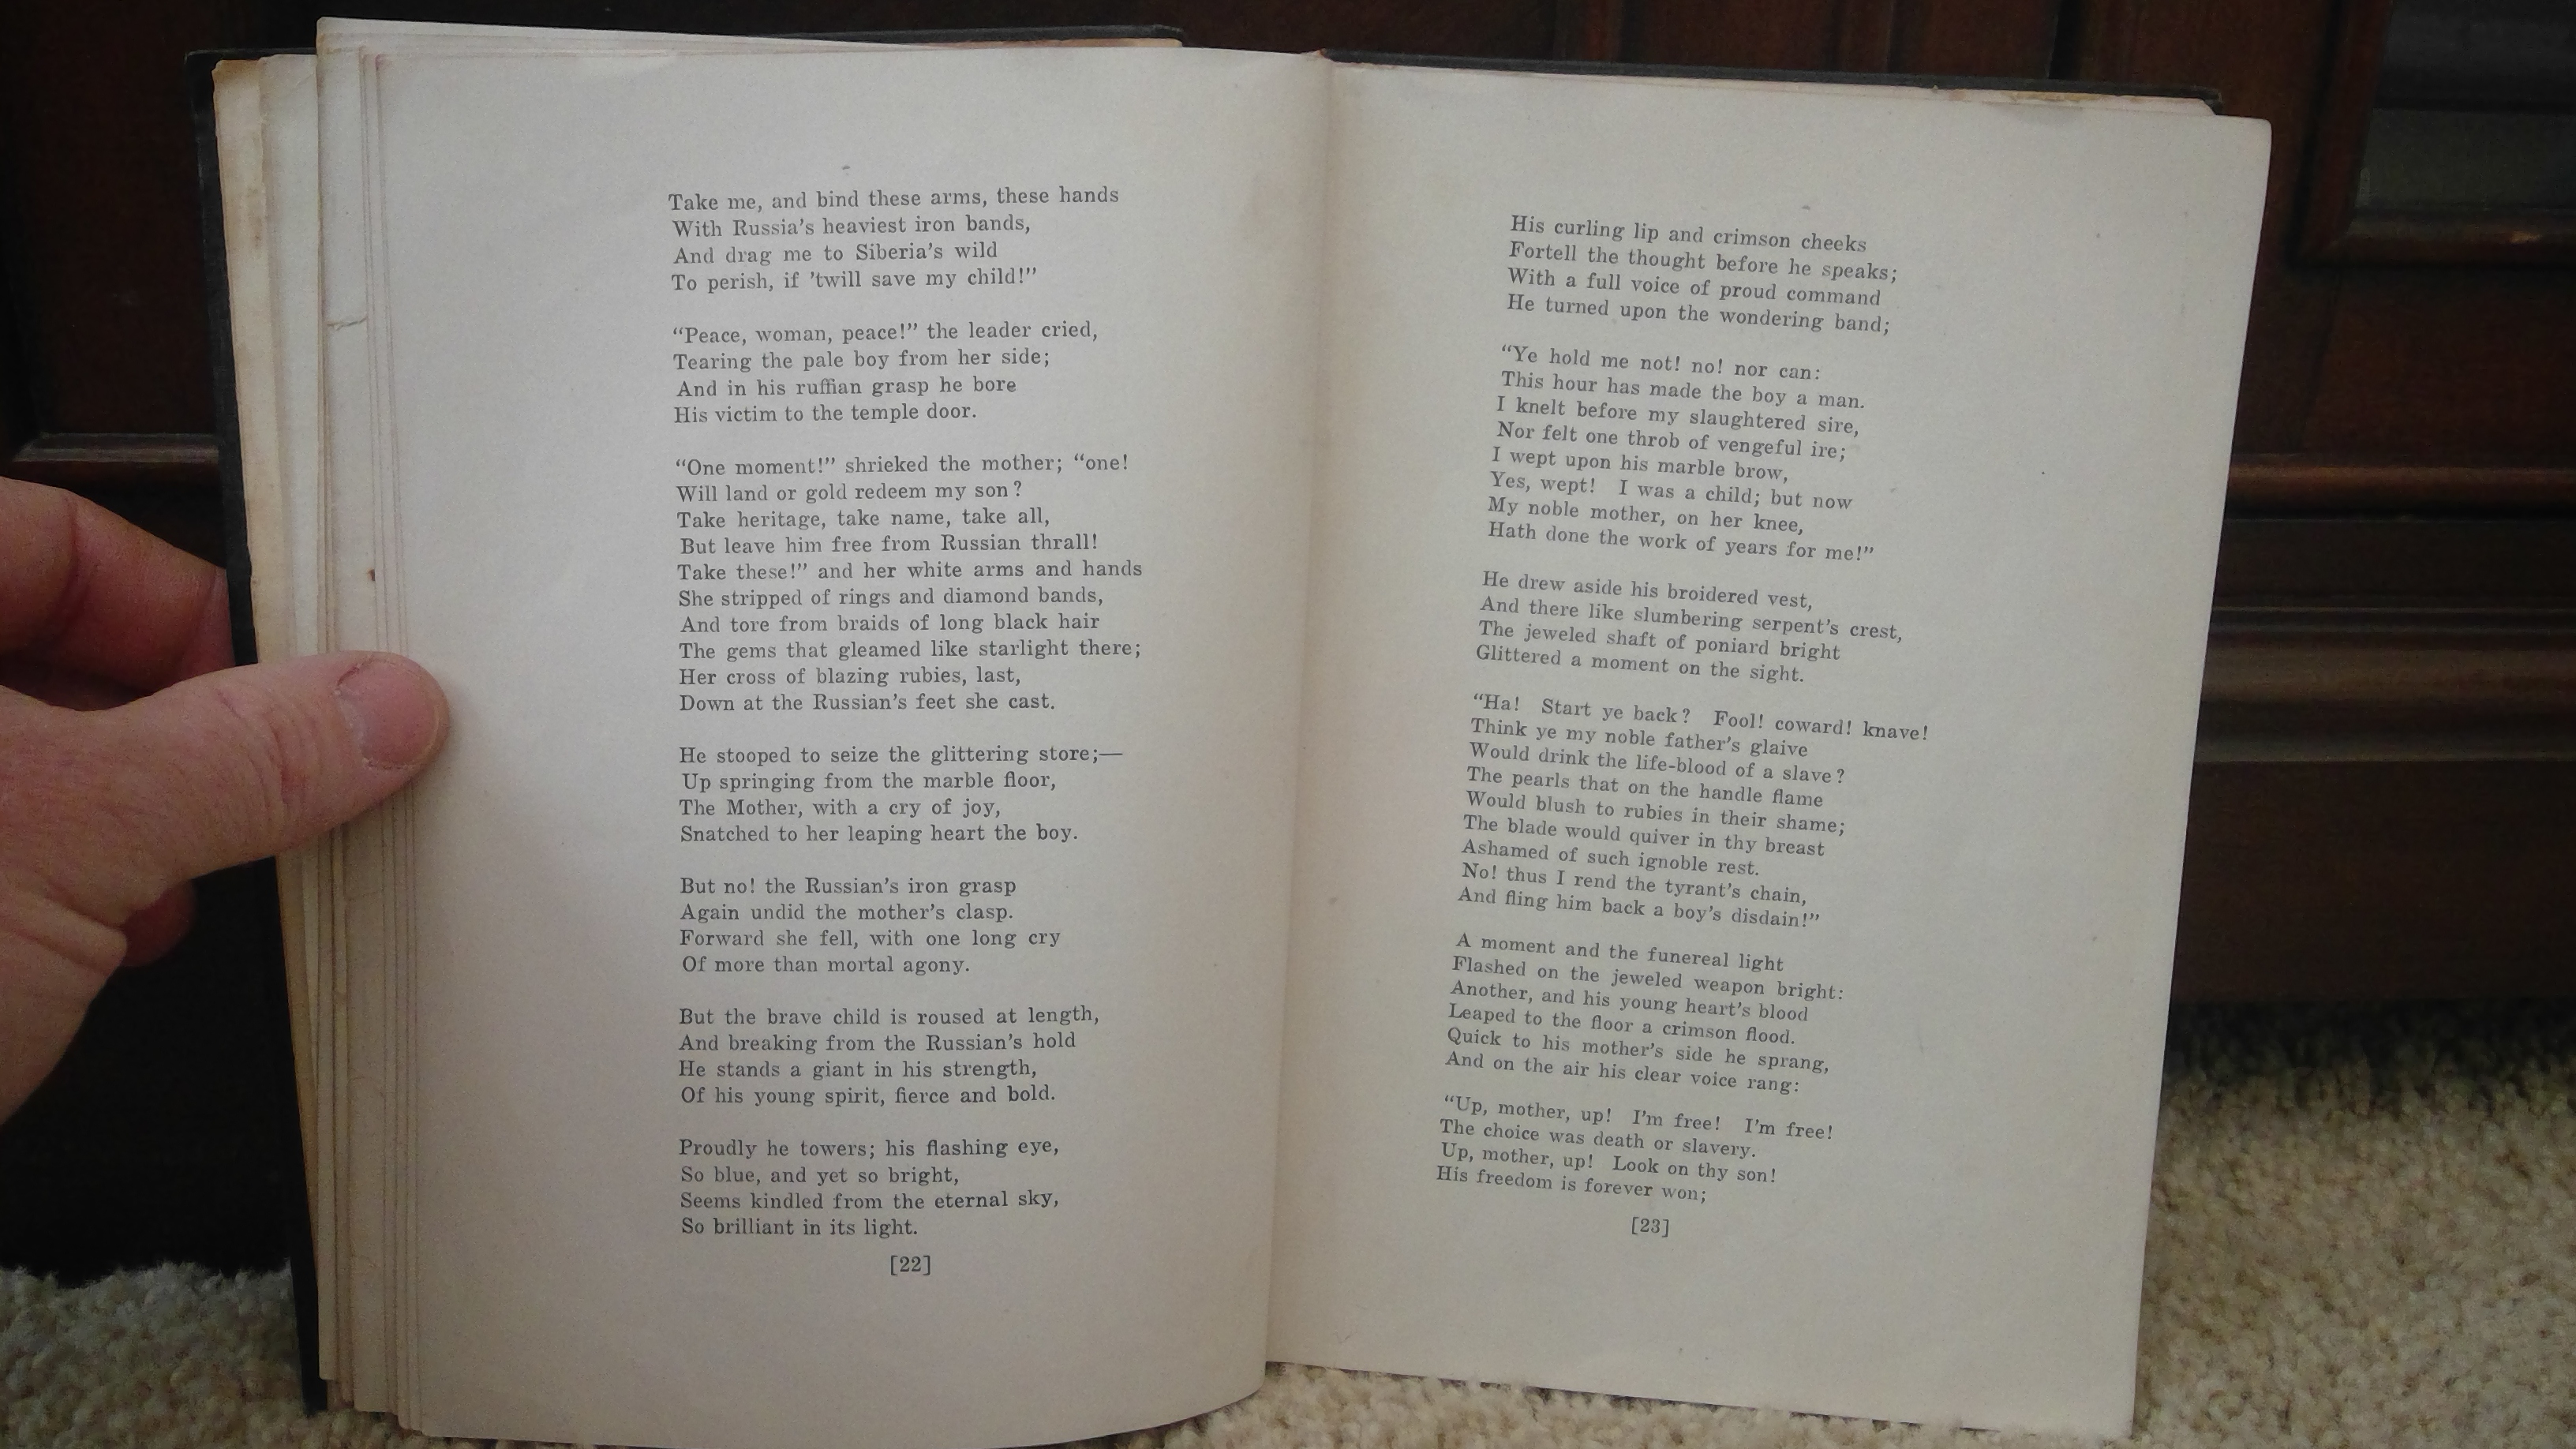 Take me, and bind these arms, these hands
With Russia's heaviest iron bands,
And drag me to Siberia's wild
To perish, if 'twill save my child!”
“Peace, woman, peace!” the leader cried,
Tearing the pale boy from her side;
And in his ruffian grasp he bore
His victim to the temple door.
“One moment!” shrieked the mother; “one!
Will land or gold redeem my son?
Take heritage, take name, take all,
But leave him free from Russian thrall!
Take these!” and her white arms and hands
She stripped of rings and diamond bands,
And tore from braids of long black hair
The gems that gleamed like starlight there;
Her cross of blazing rubies, last,
Down at the Russian's feet she cast.
He stooped to seize the glittering store;—
Up springing from the marble floor,
The Mother, with a cry of joy,
Snatched to her leaping heart the boy.
But no! the Russian's iron grasp
Again undid the mother's clasp.
Forward she fell, with one long cry
Of more than mortal agony.
But the brave child is roused at length,
And breaking from the Russian's hold
He stands a giant in his strength,
Of his young spirit, fierce and bold.
Proudly he towers; his flashing eye,
So blue, and yet so bright,
Seems kindled from the eternal sky,
So brilliant in its light.
[22]
His curling lip and crimson cheeks
Fortell the thought before he speaks;
With a full voice of proud command
He turned upon the wondering band;
“Ye hold me not! no! nor can:
This hour has made the boy a man.
I knelt before my slaughtered sire,
Nor felt one throb of vengeful ire;
I wept upon his marble brow,
Yes, wept! I was a child; but now
My noble mother, on her knee,
Hath done the work of years for me!”
He drew aside his broidered vest,
And there like slumbering serpent's crest,
The jeweled shaft of poniard bright
Glittered a moment on the sight.
“Ha! Start ye back? Fool! coward! knave!
Think ye my noble father's glaive
Would drink the life-blood of a slave?
The pearls that on the handle flame
Would blush to rubies in their shame;
The blade would quiver in thy breast
Ashamed of such ignoble rest.
No! thus I rend the tyrant's chain,
And fling him back a boy's disdain!”
A moment and the funereal light
Flashed on the jeweled weapon bright:
Another, and his young heart's blood
Leaped to the floor a crimson flood.
Quick to his mother's side he sprang,
And on the air his clear voice rang:
“Up, mother, up! I'm free! I'm free!
The choice was death or slavery.
Up, mother, up! Look on thy son!
His freedom is forever won;
[23]